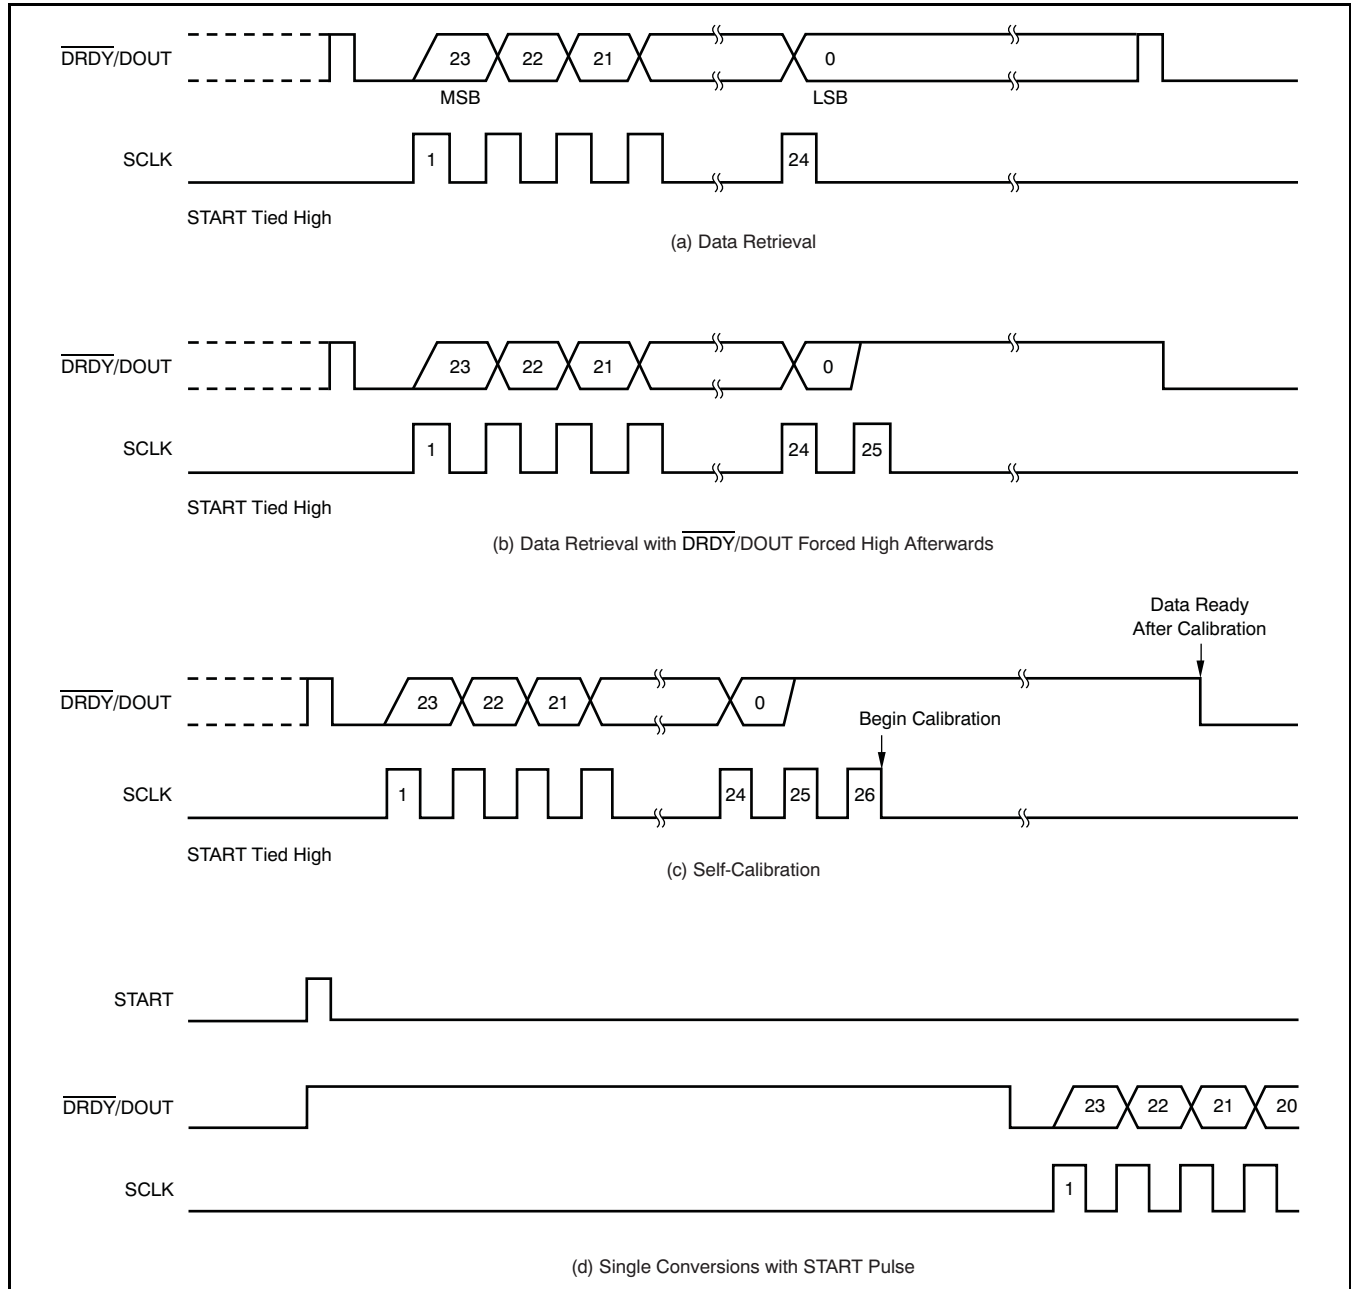 DRDY/DOUT 23 22 21 0
MSB LSB
SCLK 1 24
START Tied High
(a) Data Retrieval
DRDY/DOUT 23 22 21 0
SCLK 1 24 25
START Tied High
(b) Data Retrieval with DRDY/DOUT Forced High Afterwards
Data Ready
After Calibration
DRDY/DOUT 23 22 21 0
Begin Calibration
SCLK 1 24 25 26
START Tied High
(c) Self-Calibration
START
DRDY/DOUT 23 22 21 20
SCLK 1
(d) Single Conversions with START Pulse